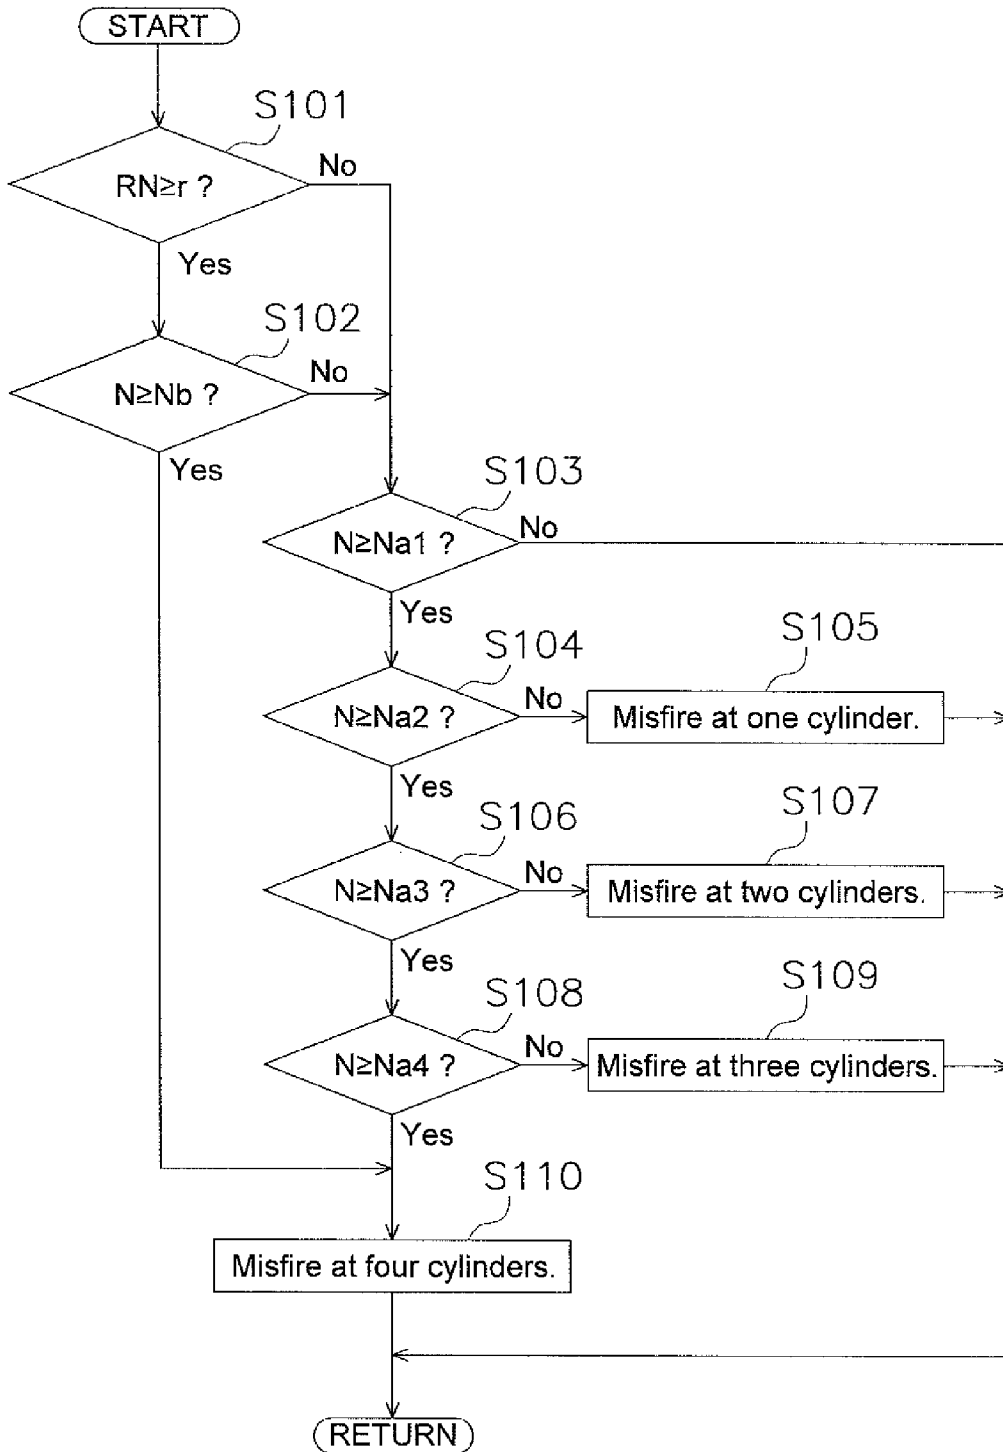 START
S101
RN≥r ?
No
Yes
S102
N≥Nb ?
No
Yes
S103
N≥Na1 ?
No
Yes
S104
N≥Na2 ?
No
S105
Misfire at one cylinder.
Yes
S106
N≥Na3 ?
No
S107
Misfire at two cylinders.
Yes
S108
N≥Na4 ?
No
S109
Misfire at three cylinders.
Yes
S110
Misfire at four cylinders.
RETURN